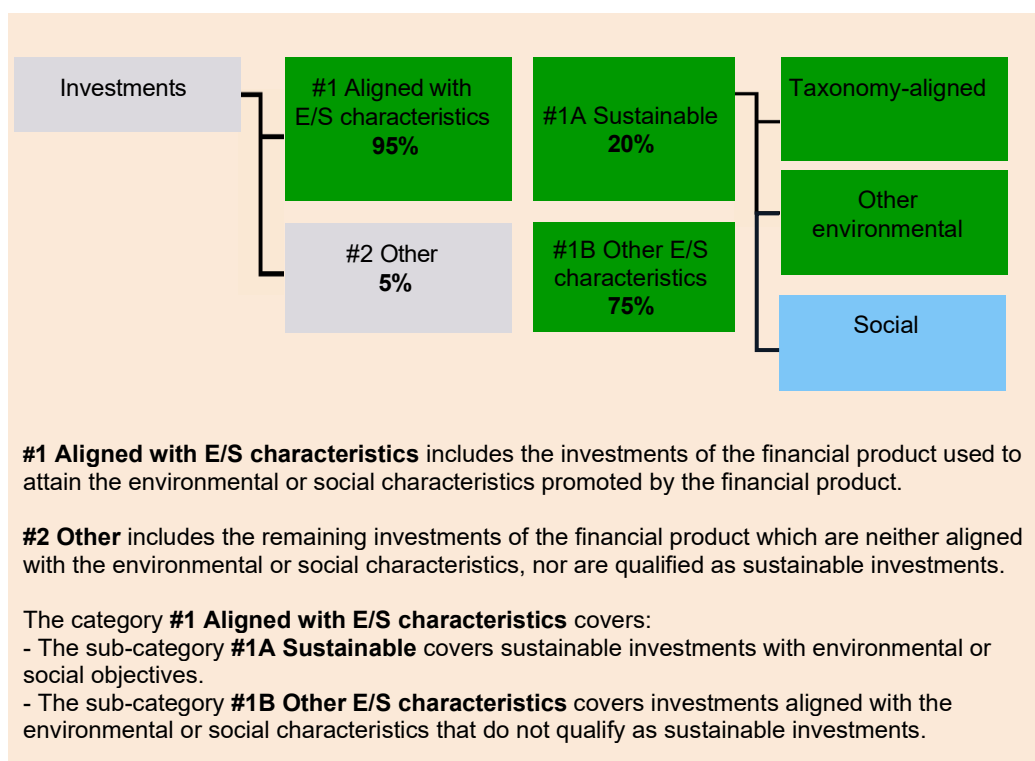 Investments
#1 Aligned with
E/S characteristics
95%
#2 Other
5%
#1A Sustainable
20%
#1B Other E/S
characteristics
75%
Taxonomy-aligned
Other
environmental
Social
#1 Aligned with E/S characteristics includes the investments of the financial product used to
attain the environmental or social characteristics promoted by the financial product.
#2 Other includes the remaining investments of the financial product which are neither aligned
with the environmental or social characteristics, nor are qualified as sustainable investments.
The category #1 Aligned with E/S characteristics covers:
- The sub-category #1A Sustainable covers sustainable investments with environmental or
social objectives.
- The sub-category #1B Other E/S characteristics covers investments aligned with the
environmental or social characteristics that do not qualify as sustainable investments.